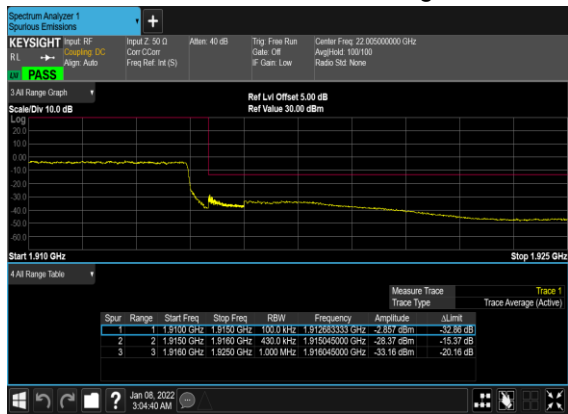 Spectrum Analyzer 1
Spurious Emissions
KEYSIGHT Input: RF Input Z: 50 Ω Atten: 40 dB Trig: Free Run Center Freq: 22.005000000 GHz
RL Coupling: DC Corr CCorr Gate: Off Avg|Hold: 100/100
Align: Auto Freq Ref: Int (S) IF Gain: Low Radio Std: None
PASS
3 All Range Graph
Ref Lvl Offset 5.00 dB
Scale/Div 10.0 dB Ref Value 30.00 dBm
Log
20.0
10.0
0.00
-10.0
-20.0
-30.0
-40.0
-50.0
-60.0
Start 1.910 GHz Stop 1.925 GHz
4 All Range Table
Measure Trace Trace 1
Trace Type Trace Average (Active)
Spur Range Start Freq Stop Freq RBW Frequency Amplitude ΔLimit
1 1 1.9100 GHz 1.9150 GHz 100.0 kHz 1.912683333 GHz -2.857 dBm -32.86 dB
2 2 1.9150 GHz 1.9160 GHz 430.0 kHz 1.915045000 GHz -28.37 dBm -15.37 dB
3 3 1.9160 GHz 1.9250 GHz 1.000 MHz 1.916045000 GHz -33.16 dBm -20.16 dB
? Jan 08, 2022
3:04:40 AM